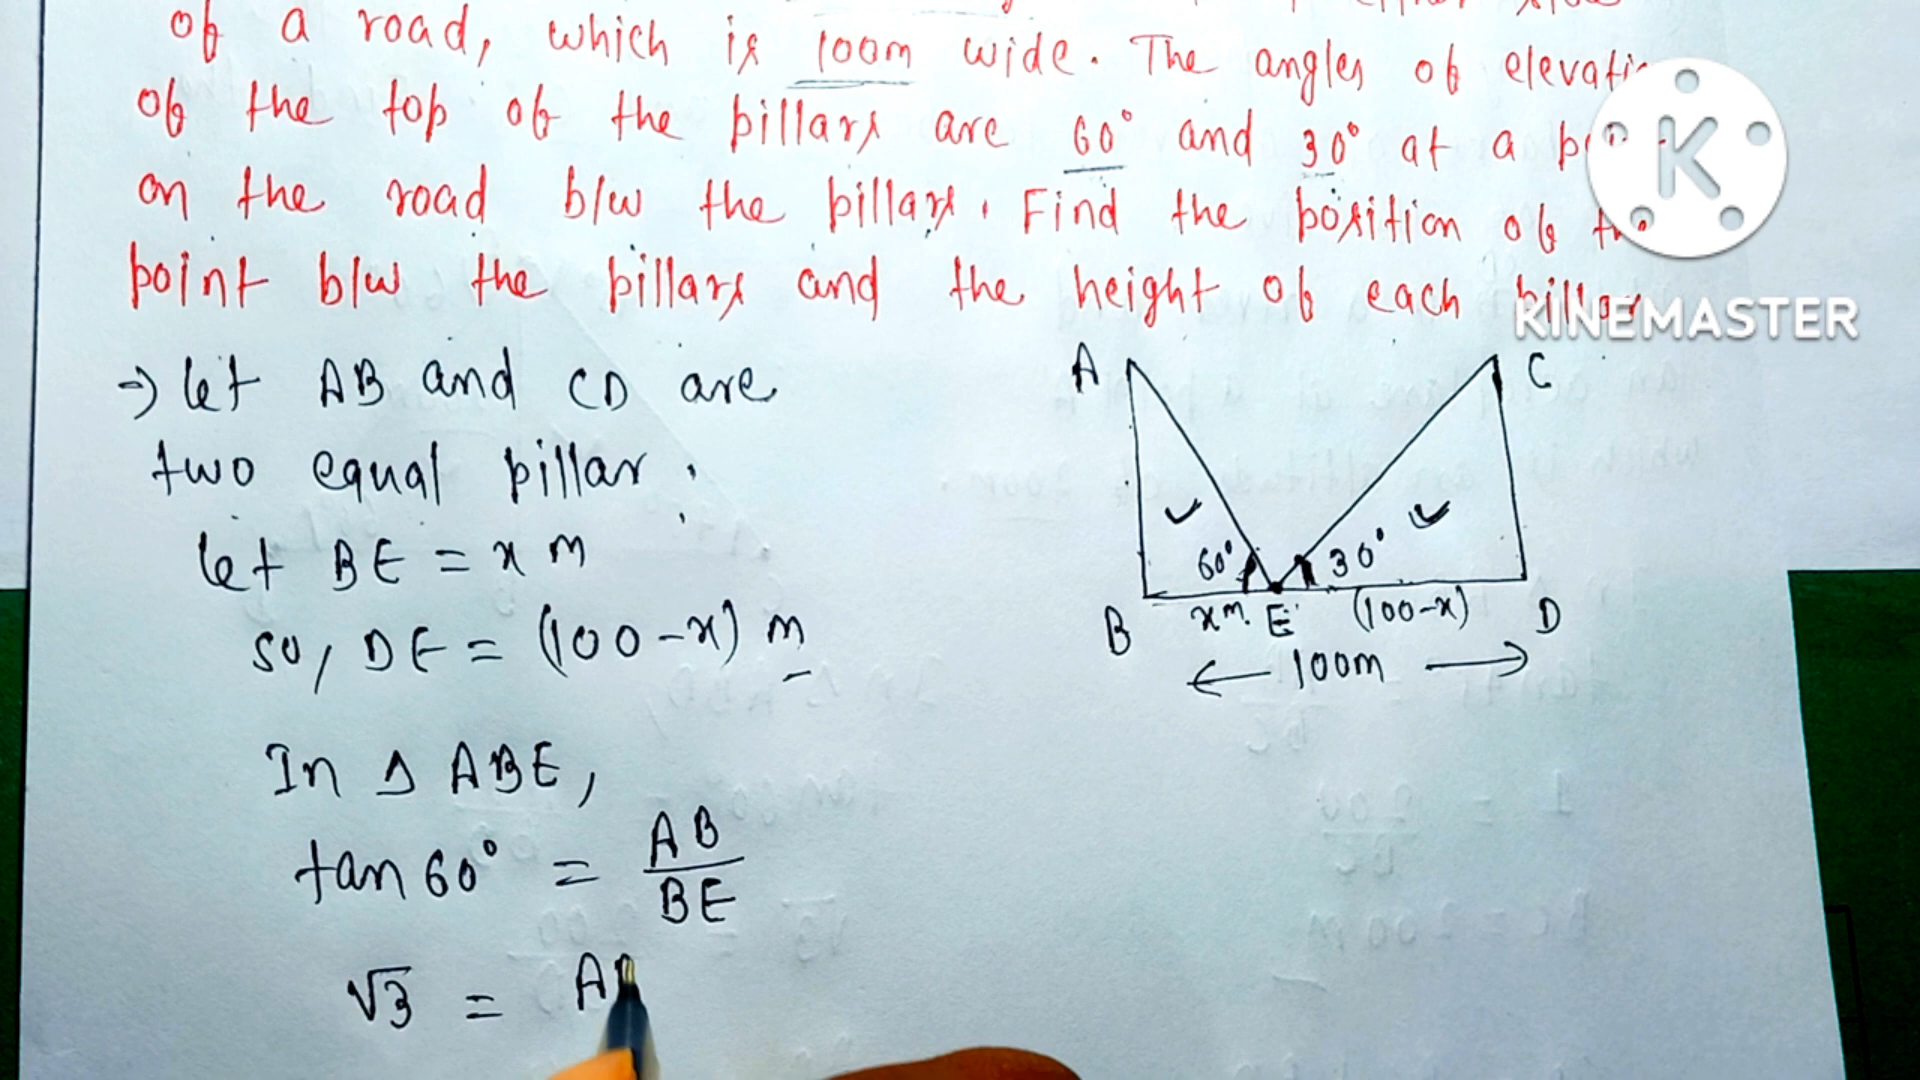 of a road, which is 100m wide. The angles of
of the top of the pillars are 60° and 30° at a
on the road b/w the pillars. Find the position of the
point b/w the pillars and the height of each pillar
→ let AB and CD are
two equal pillar.
let BE = x m
so, DE = (100-x) m
In Δ ABE,
tan 60° = AB/BE
√3 = A
A
C
60°
30°
B
x m.
E
(100-x)
D
← 100m →
K
KINEMASTER